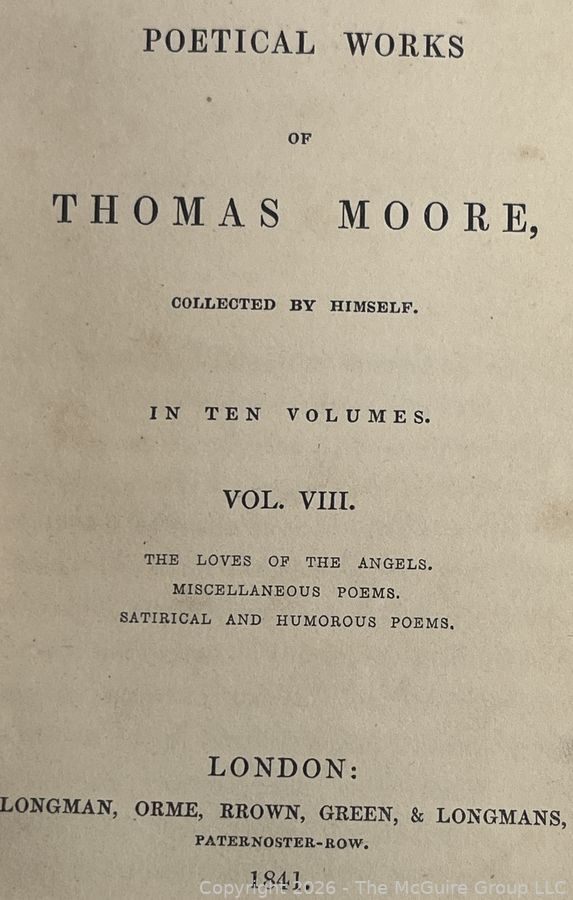 POETICAL WORKS
OF
THOMAS MOORE,
COLLECTED BY HIMSELF.
IN TEN VOLUMES.
VOL. VIII.
THE LOVES OF THE ANGELS.
MISCELLANEOUS POEMS.
SATIRICAL AND HUMOROUS POEMS.
LONDON:
LONGMAN, ORME, RROWN, GREEN, & LONGMANS,
PATERNOSTER-ROW.
1841.
Copyright 2026 - The McGuire Group LLC